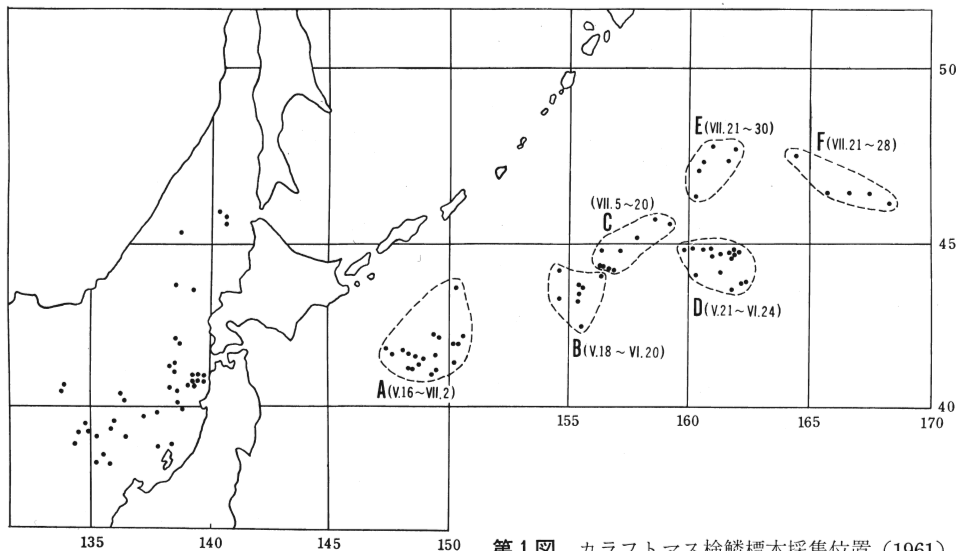 50
E (VII.21~30)
F (VII.21~28)
(VII.5~20)
C
45
D (V.21~VI.24)
B (V.18~VI.20)
A (V.16~VII.2)
40
155 160 165 170
135 140 145 150
第1図 カラフトマス検鱗標本採集位置 (1961)